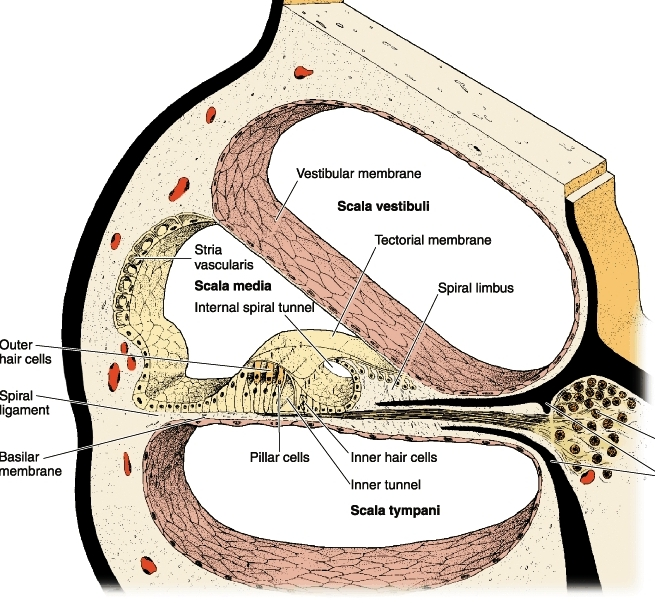 Vestibular membrane
Scala vestibuli
Tectorial membrane
Stria
vascularis
Scala media
Internal spiral tunnel
Spiral limbus
Outer
hair cells
Spiral
ligament
Basilar
membrane
Pillar cells
Inner hair cells
Inner tunnel
Scala tympani